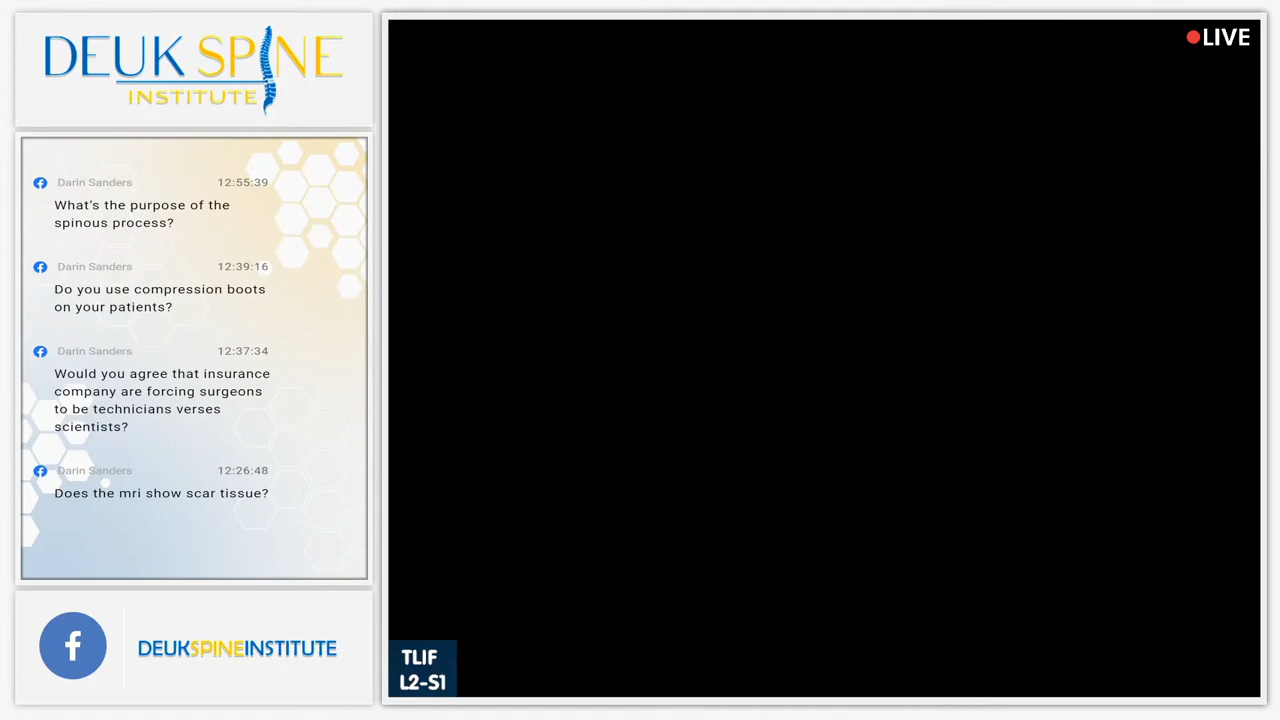 DEUK SPINE
INSTITUTE
Darin Sanders 12:55:39
What's the purpose of the
spinous process?
Darin Sanders 12:39:16
Do you use compression boots
on your patients?
Darin Sanders 12:37:34
Would you agree that insurance
company are forcing surgeons
to be technicians verses
scientists?
Darin Sanders 12:26:48
Does the mri show scar tissue?
DEUKSPINEINSTITUTE
LIVE
TLIF
L2-S1